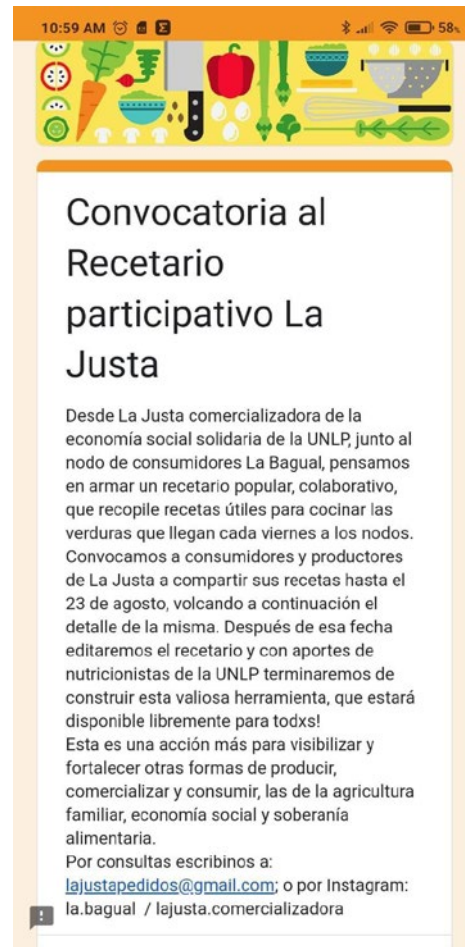 10:59 AM
58%
Convocatoria al
Recetario
participativo La
Justa
Desde La Justa comercializadora de la
economía social solidaria de la UNLP, junto al
nodo de consumidores La Bagual, pensamos
en armar un recetario popular, colaborativo,
que recopile recetas útiles para cocinar las
verduras que llegan cada viernes a los nodos.
Convocamos a consumidores y productores
de La Justa a compartir sus recetas hasta el
23 de agosto, volcando a continuación el
detalle de la misma. Después de esa fecha
editaremos el recetario y con aportes de
nutricionistas de la UNLP terminaremos de
construir esta valiosa herramienta, que estará
disponible libremente para todxs!
Esta es una acción más para visibilizar y
fortalecer otras formas de producir,
comercializar y consumir, las de la agricultura
familiar, economía social y soberanía
alimentaria.
Por consultas escribinos a:
lajustapedidos@gmail.com; o por Instagram:
la.bagual / lajusta.comercializadora